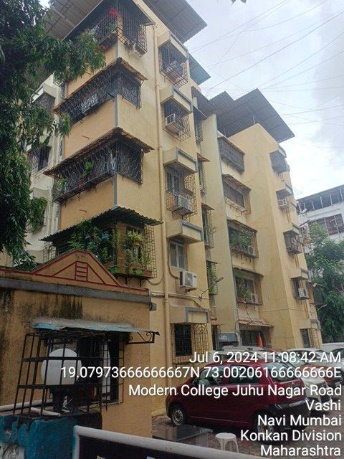 Jul 6, 2024 11:08:42 AM
19.079736666666667N 73.00206166666666E
Modern College Juhu Nagar Road
Vashi
Navi Mumbai
Konkan Division
Maharashtra